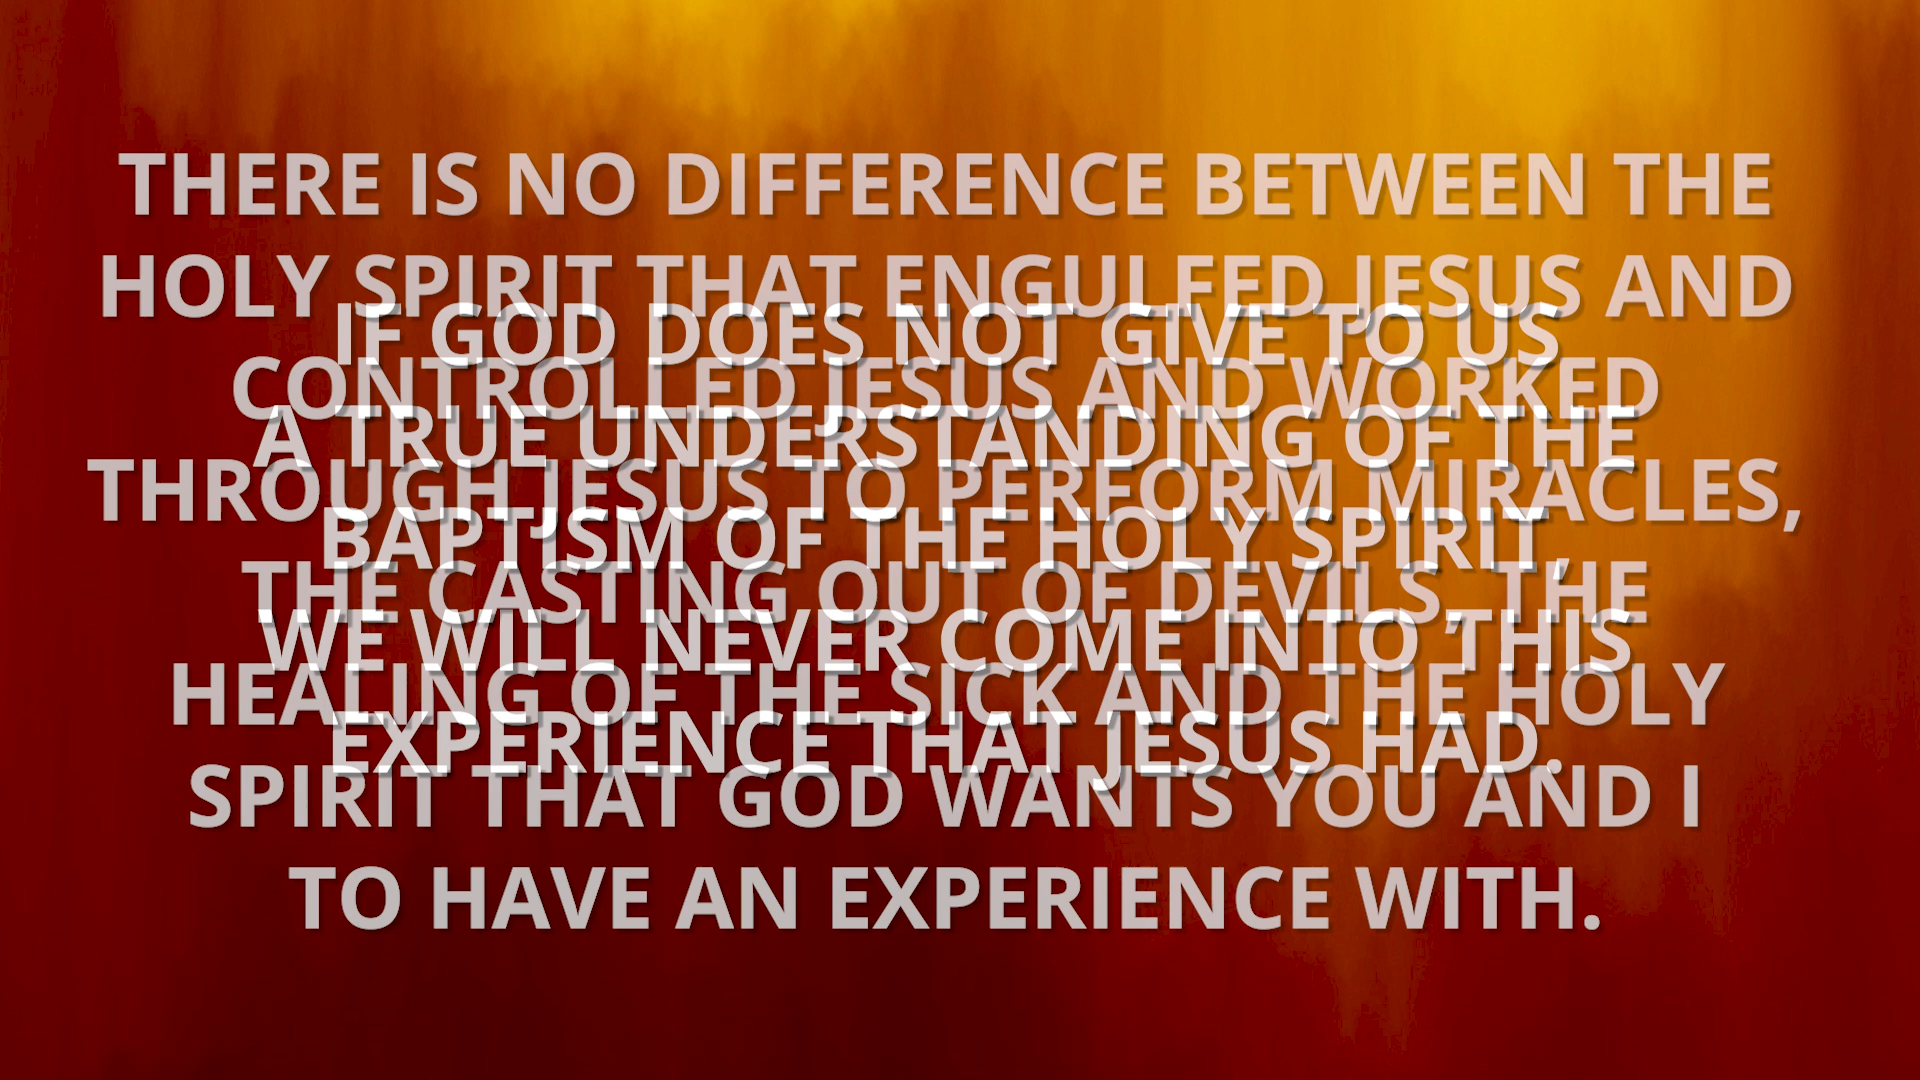 THERE IS NO DIFFERENCE BETWEEN THE
HOLY SPIRIT THAT ENGULFED JESUS AND
CONTROLLED JESUS AND WORKED
THROUGH JESUS TO PERFORM MIRACLES,
THE CASTING OUT OF DEVILS, THE
HEALING OF THE SICK AND THE HOLY
SPIRIT THAT GOD WANTS YOU AND I
TO HAVE AN EXPERIENCE WITH.
IF GOD DOES NOT GIVE TO US
A TRUE UNDERSTANDING OF THE
BAPTISM OF THE HOLY SPIRIT,
WE WILL NEVER COME INTO THIS
EXPERIENCE THAT JESUS HAD.